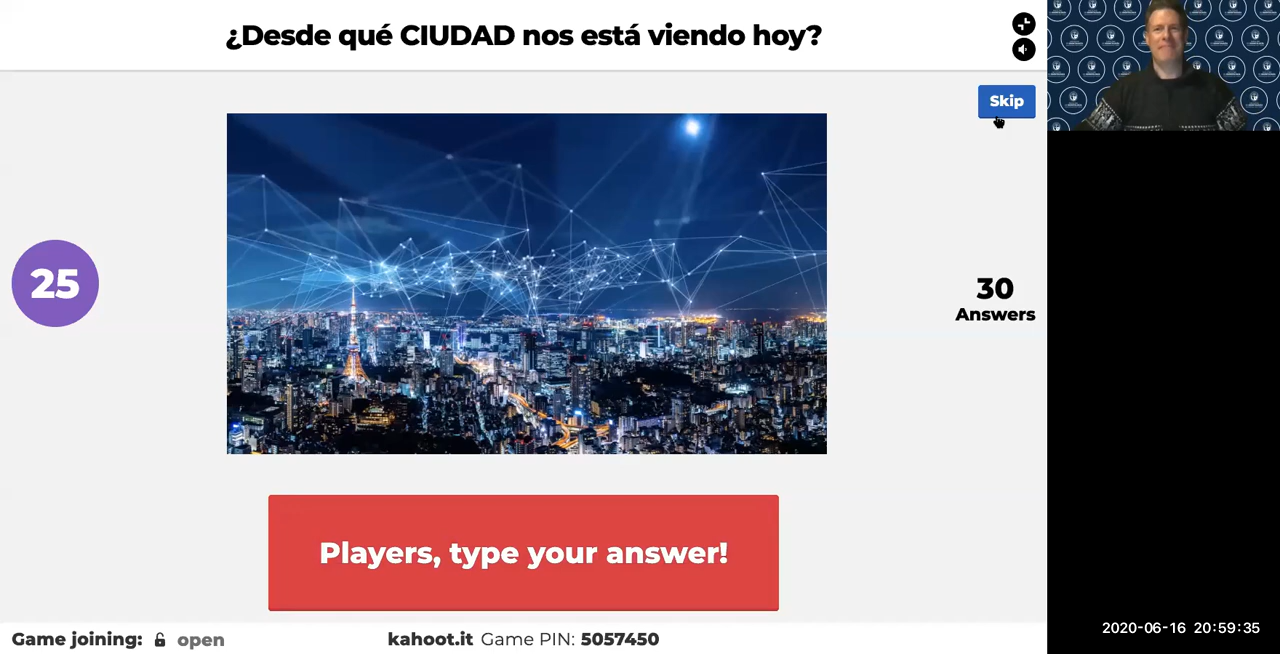 ¿Desde qué CIUDAD nos está viendo hoy?
Skip
25
30
Answers
Players, type your answer!
Game joining: open
kahoot.it Game PIN: 5057450
2020-06-16 20:59:35